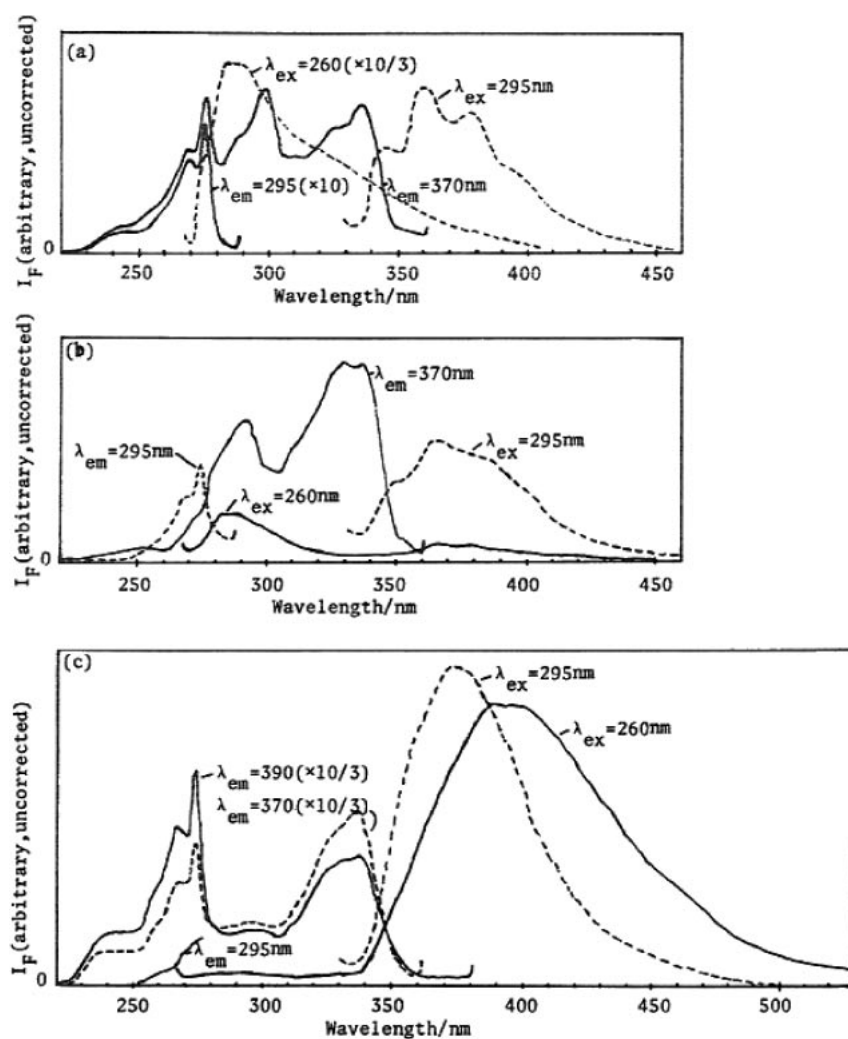 (a)
λex=260(×10/3)
λex=295nm
λem=295(×10)
λem=370nm
IF(arbitrary,uncorrected)
0
250 300 350 400 450
Wavelength/nm
(b)
λem=370nm
λem=295nm
λex=295nm
λex=260nm
IF(arbitrary,uncorrected)
0
250 300 350 400 450
Wavelength/nm
(c)
λex=295nm
λex=260nm
λem=390(×10/3)
λem=370(×10/3)
λem=295nm
IF(arbitrary,uncorrected)
0
250 300 350 400 450 500
Wavelength/nm